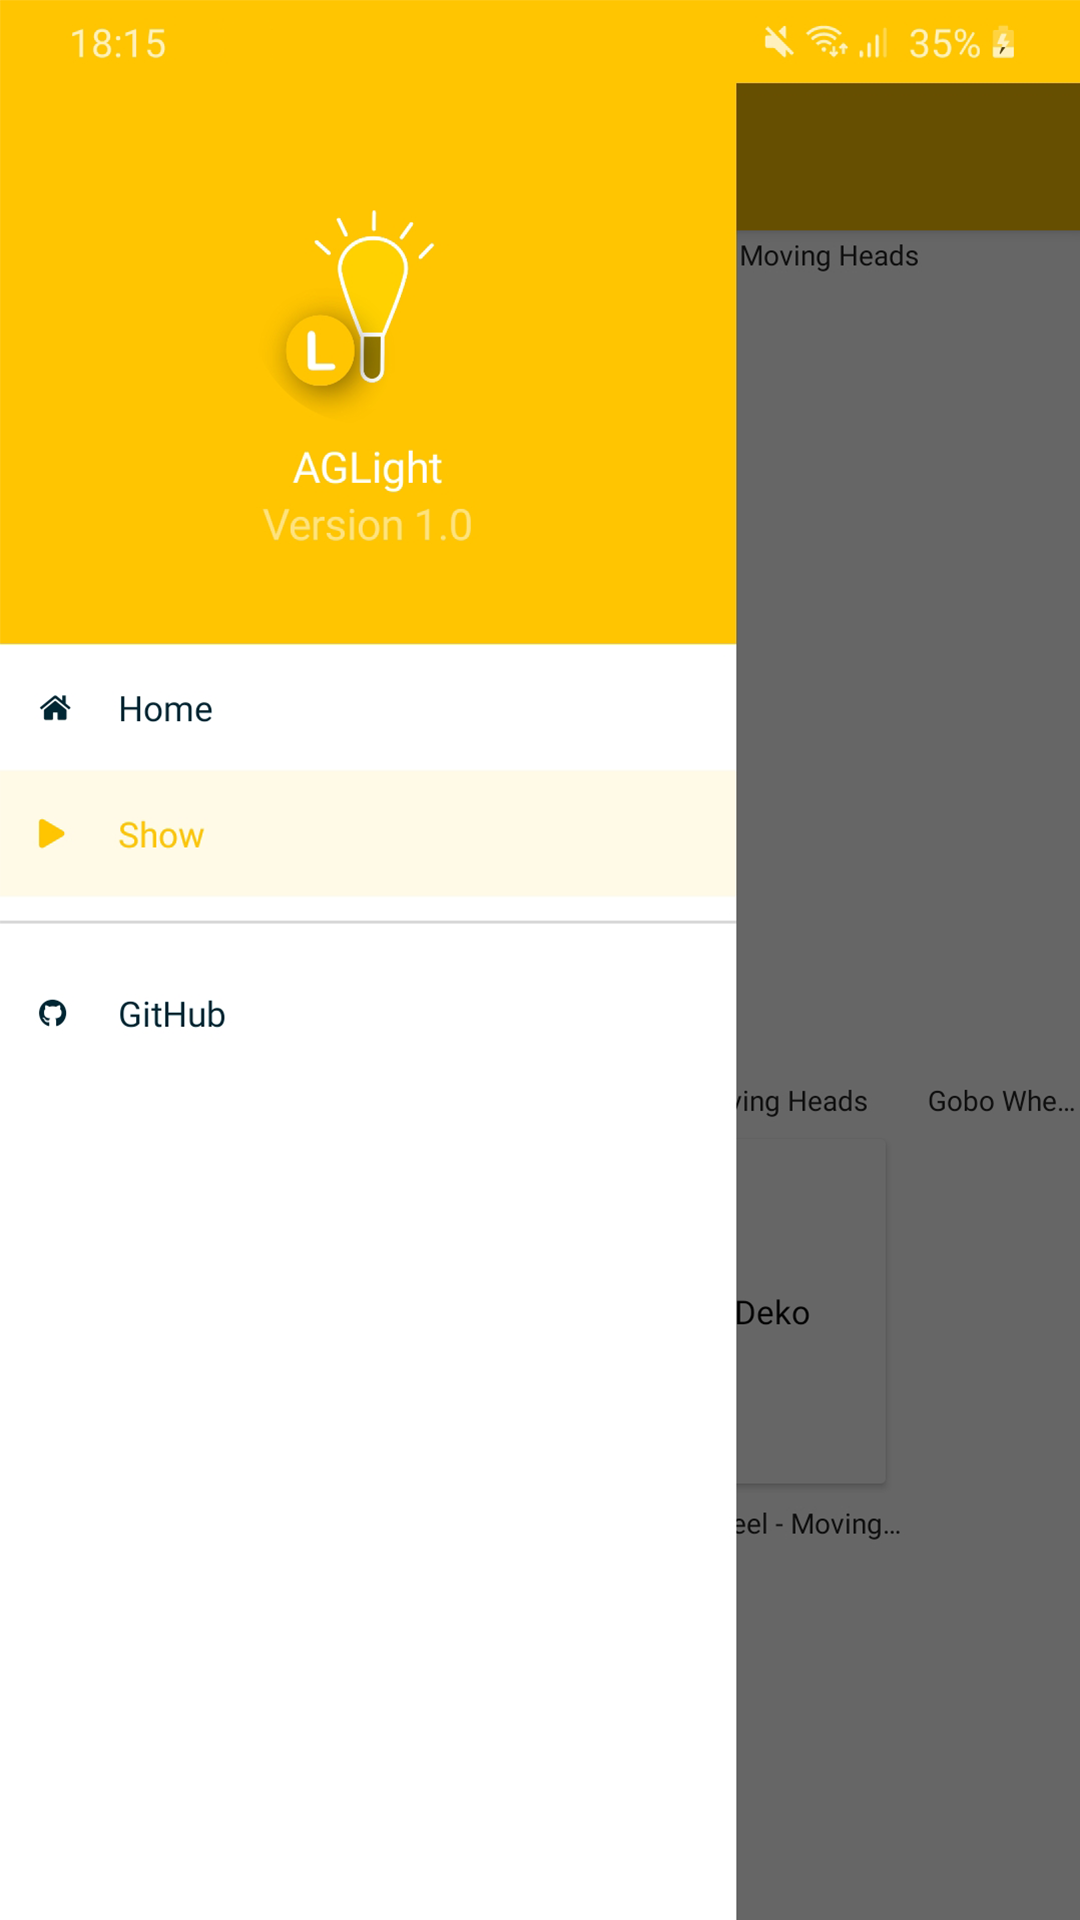 18:15 35%
L
AGLight
Version 1.0
Home
Show
GitHub
Moving Heads
ving Heads Gobo Whe...
Deko
eel - Moving...